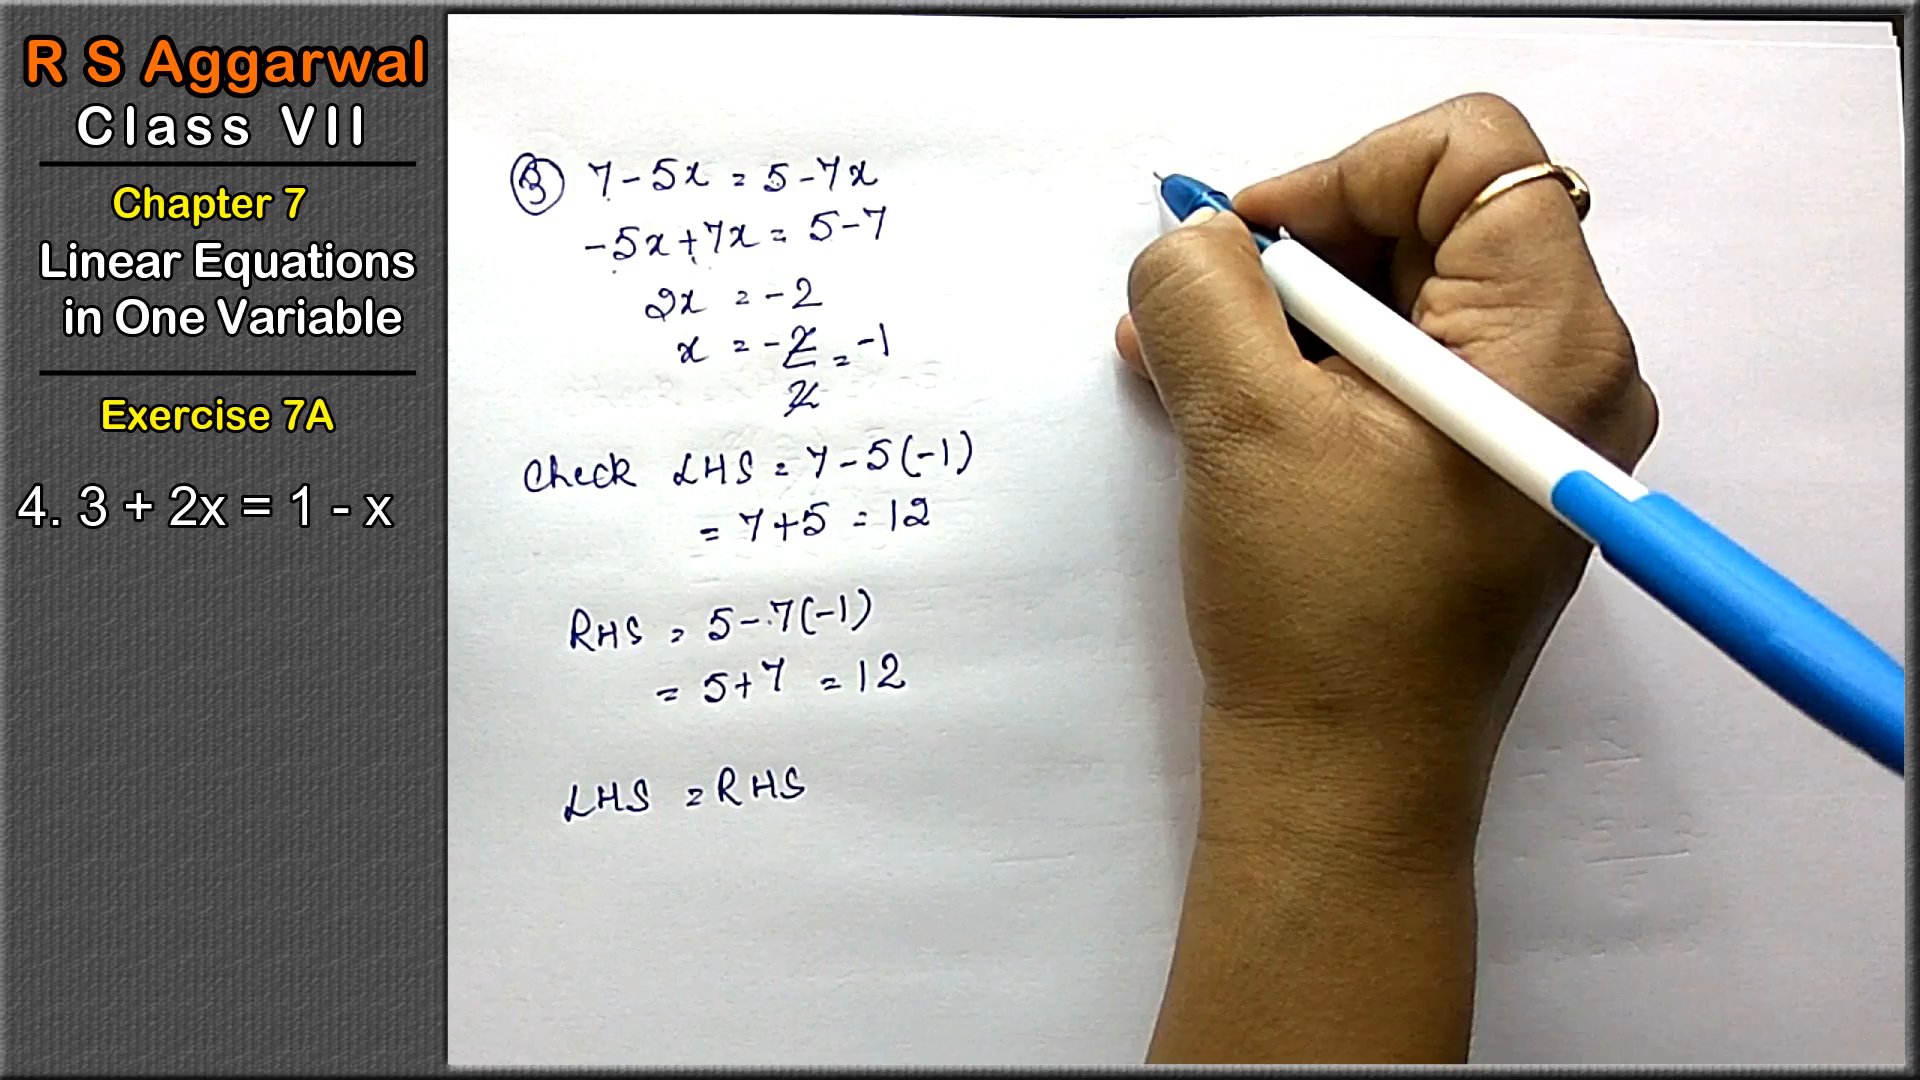 R S Aggarwal
Class VII
Chapter 7
Linear Equations
in One Variable
Exercise 7A
4. 3 + 2x = 1 - x
3 7 - 5x = 5 - 7x
-5x + 7x = 5 - 7
2x = -2
x = -2/2 = -1
Check LHS = 7 - 5(-1)
= 7 + 5 = 12
RHS = 5 - 7(-1)
= 5 + 7 = 12
LHS = RHS